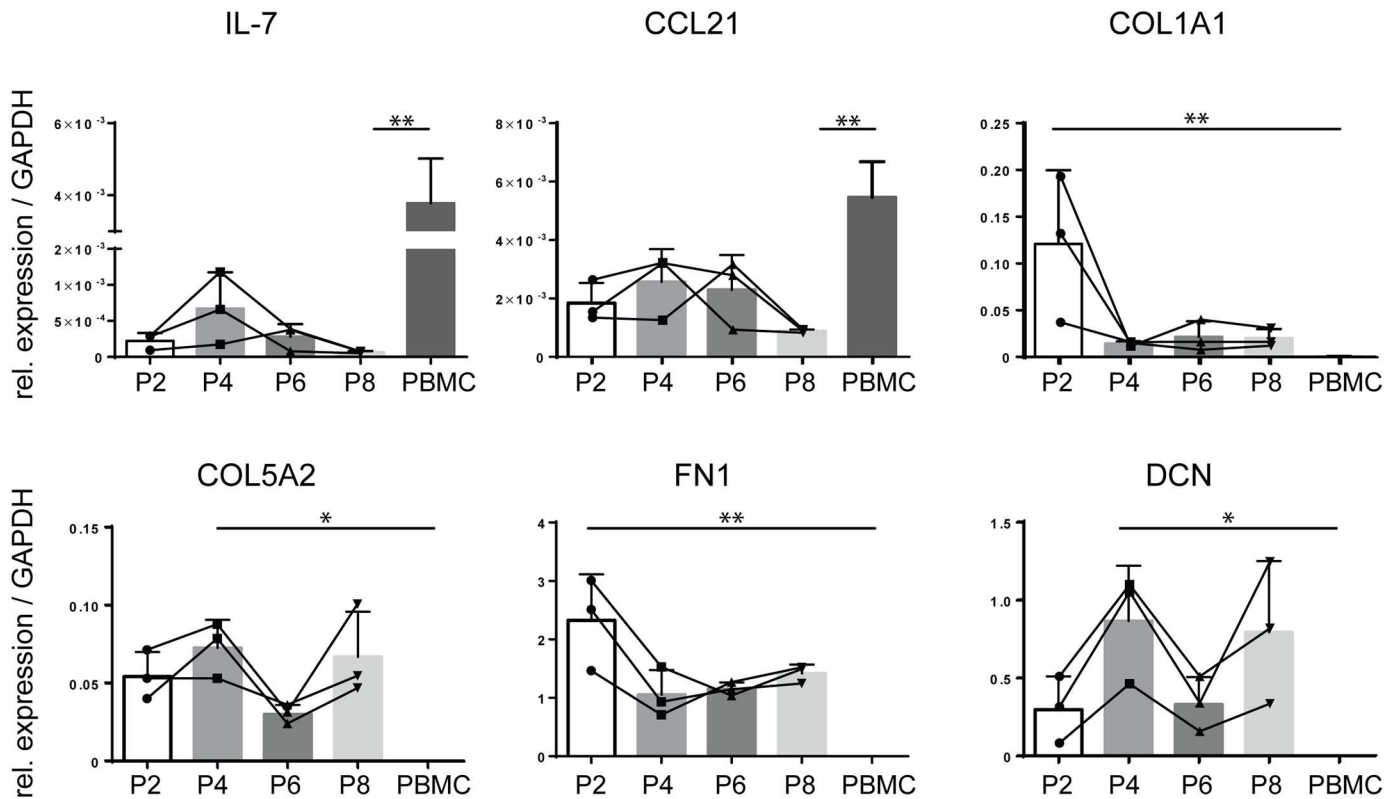 IL-7
CCL21
COL1A1
rel. expression / GAPDH
6×10⁻³
4×10⁻³
2×10⁻³
1×10⁻³
5×10⁻⁴
0
**
P2 P4 P6 P8 PBMC
8×10⁻³
6×10⁻³
4×10⁻³
2×10⁻³
0
**
P2 P4 P6 P8 PBMC
0.25
0.20
0.15
0.10
0.05
0
**
P2 P4 P6 P8 PBMC
COL5A2
FN1
DCN
rel. expression / GAPDH
0.15
0.10
0.05
0
*
P2 P4 P6 P8 PBMC
4
3
2
1
0
**
P2 P4 P6 P8 PBMC
1.5
1.0
0.5
0
*
P2 P4 P6 P8 PBMC